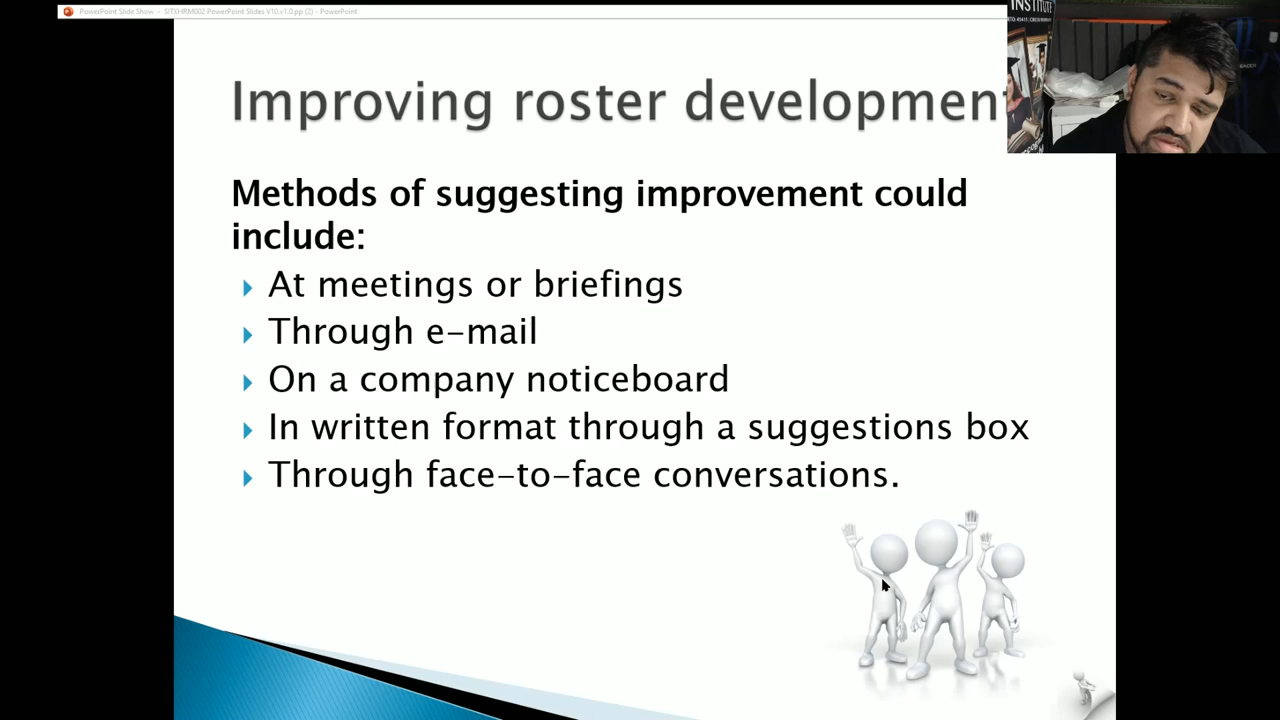 PowerPoint Slide Show - SITXHRM002 PowerPoint Slides V10.v1.0.pp (2) - PowerPoint
INSTITUTE
Improving roster development
Methods of suggesting improvement could
include:
At meetings or briefings
Through e-mail
On a company noticeboard
In written format through a suggestions box
Through face-to-face conversations.